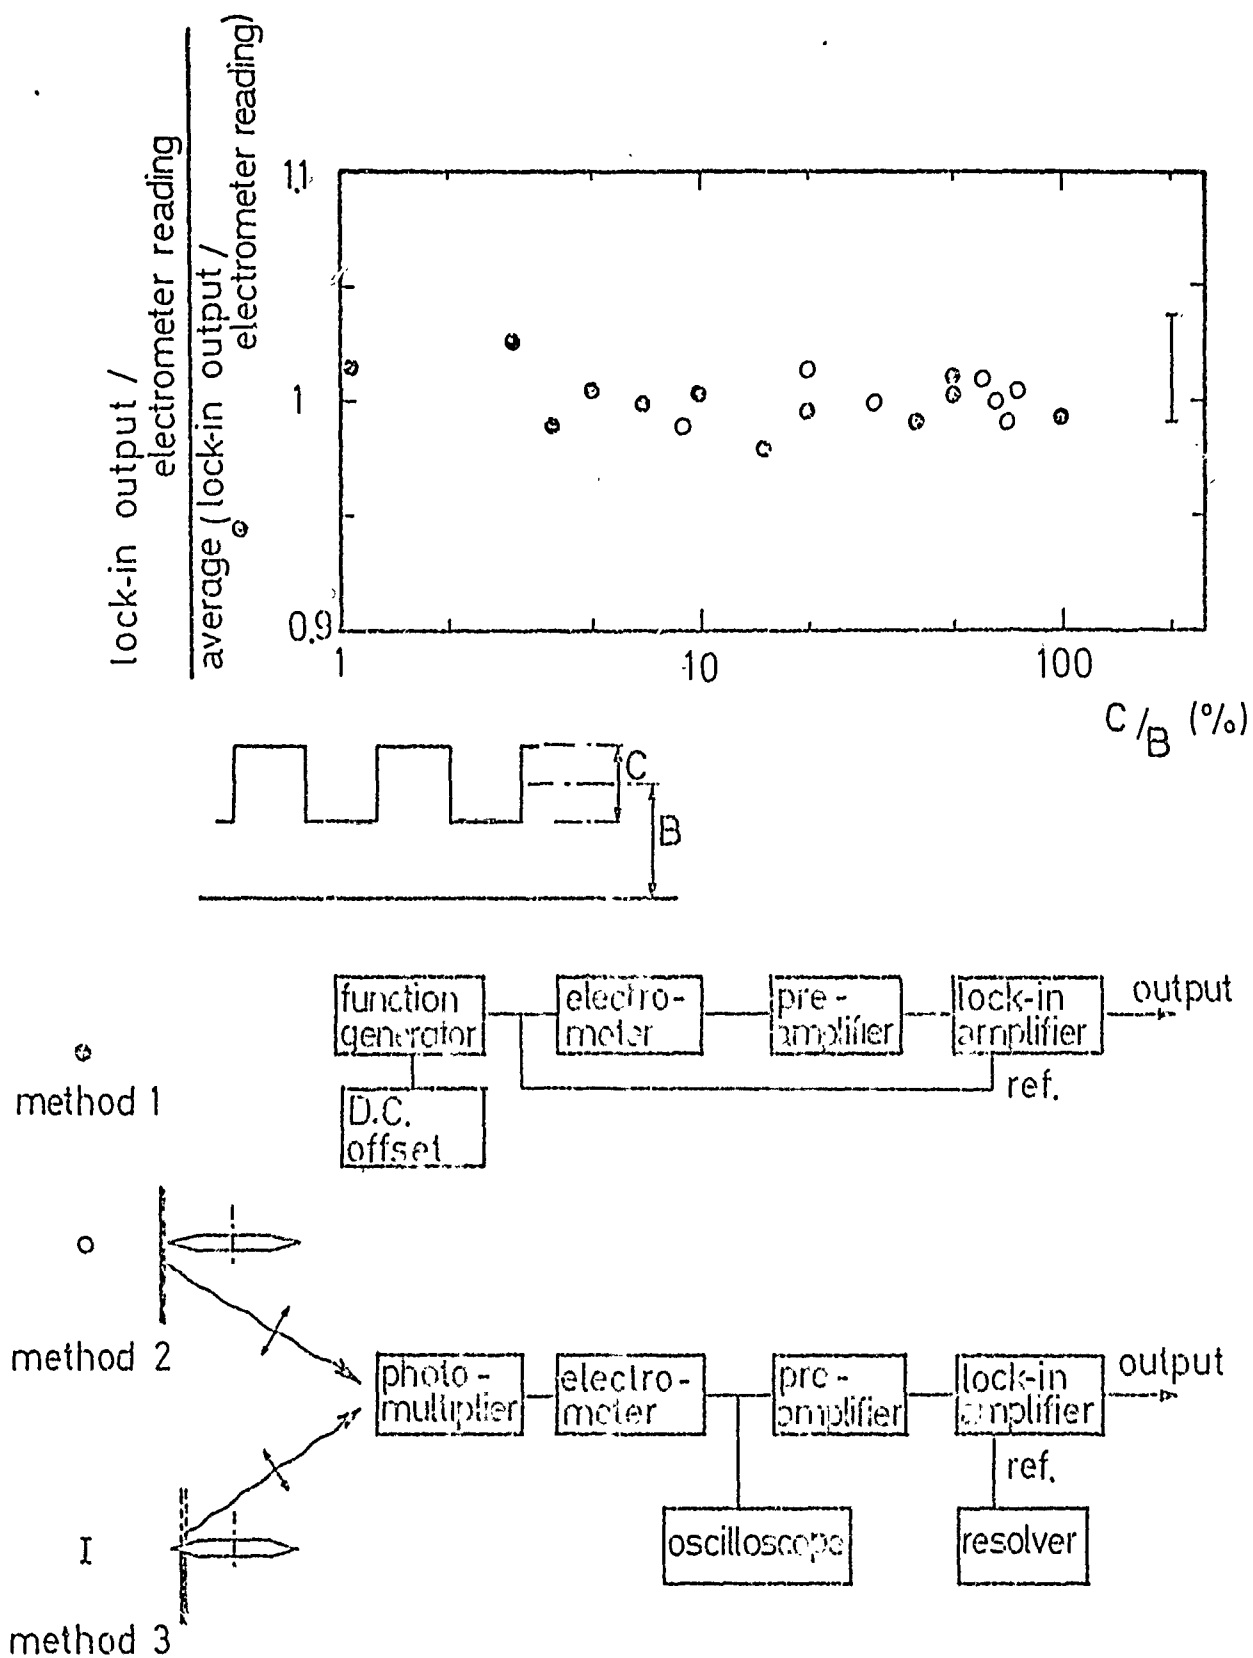 lock-in output /
electrometer reading
average (lock-in output /
electrometer reading)
1.1
1
0.9
1
10
100
C/B (%)
C
B
function
generator
electro-
meter
pre-
amplifier
lock-in
amplifier
output
ref.
D.C.
offset
method 1
method 2
photo-
multiplier
electro-
meter
pre-
amplifier
lock-in
amplifier
output
ref.
oscilloscope
resolver
I
method 3